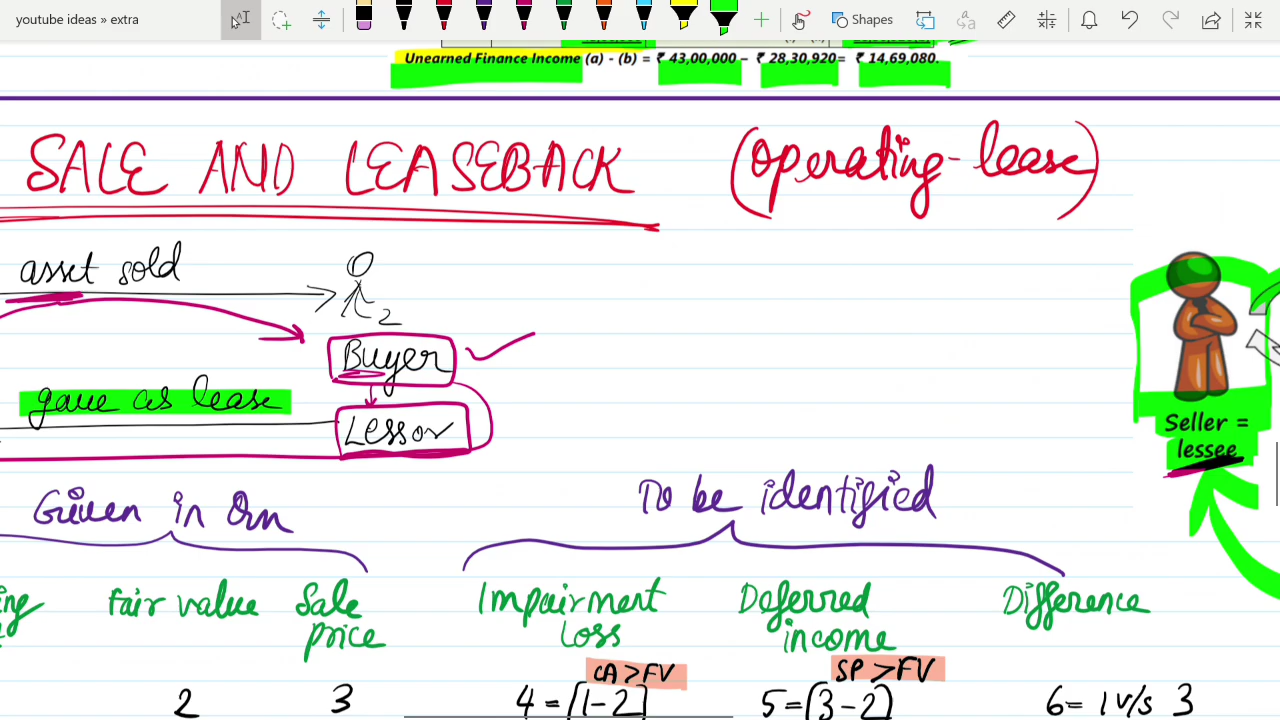 youtube ideas » extra
Shapes
Unearned Finance Income (a) - (b) = ₹ 43,00,000 – ₹ 28,30,920= ₹ 14,69,080.
SALE AND LEASEBACK (operating-lease)
asset sold
2
Buyer
gave as lease
Lessor
Seller =
lessee
Given in Qn
To be identified
Fair value
Sale
price
Impairment
Loss
Deferred
income
Difference
CA > FV
SP > FV
2
3
4 = [1-2]
5 = (3-2)
6 = 1 v/s 3